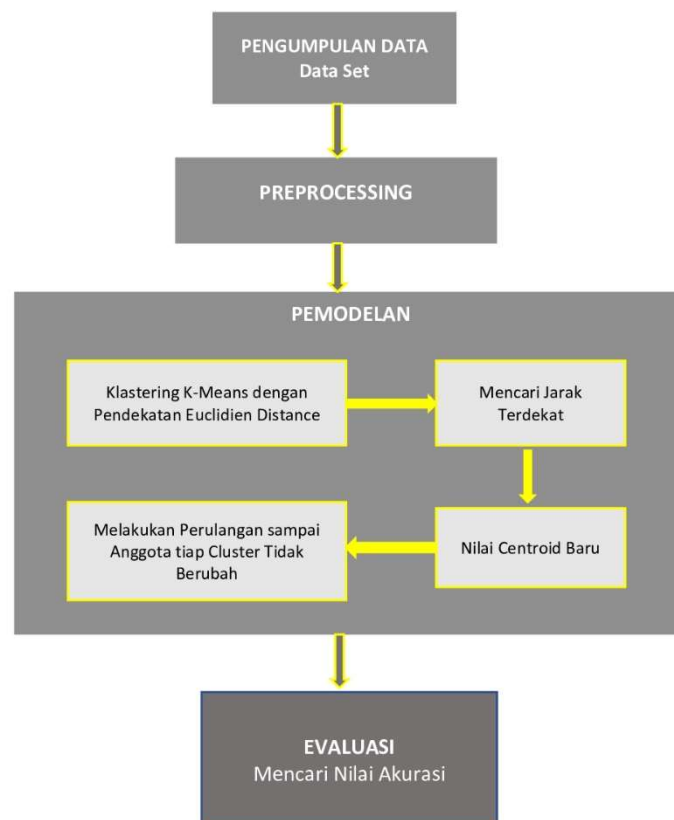 PENGUMPULAN DATA
Data Set
PREPROCESSING
PEMODELAN
Klastering K-Means dengan
Pendekatan Euclidien Distance
Mencari Jarak
Terdekat
Nilai Centroid Baru
Melakukan Perulangan sampai
Anggota tiap Cluster Tidak
Berubah
EVALUASI
Mencari Nilai Akurasi